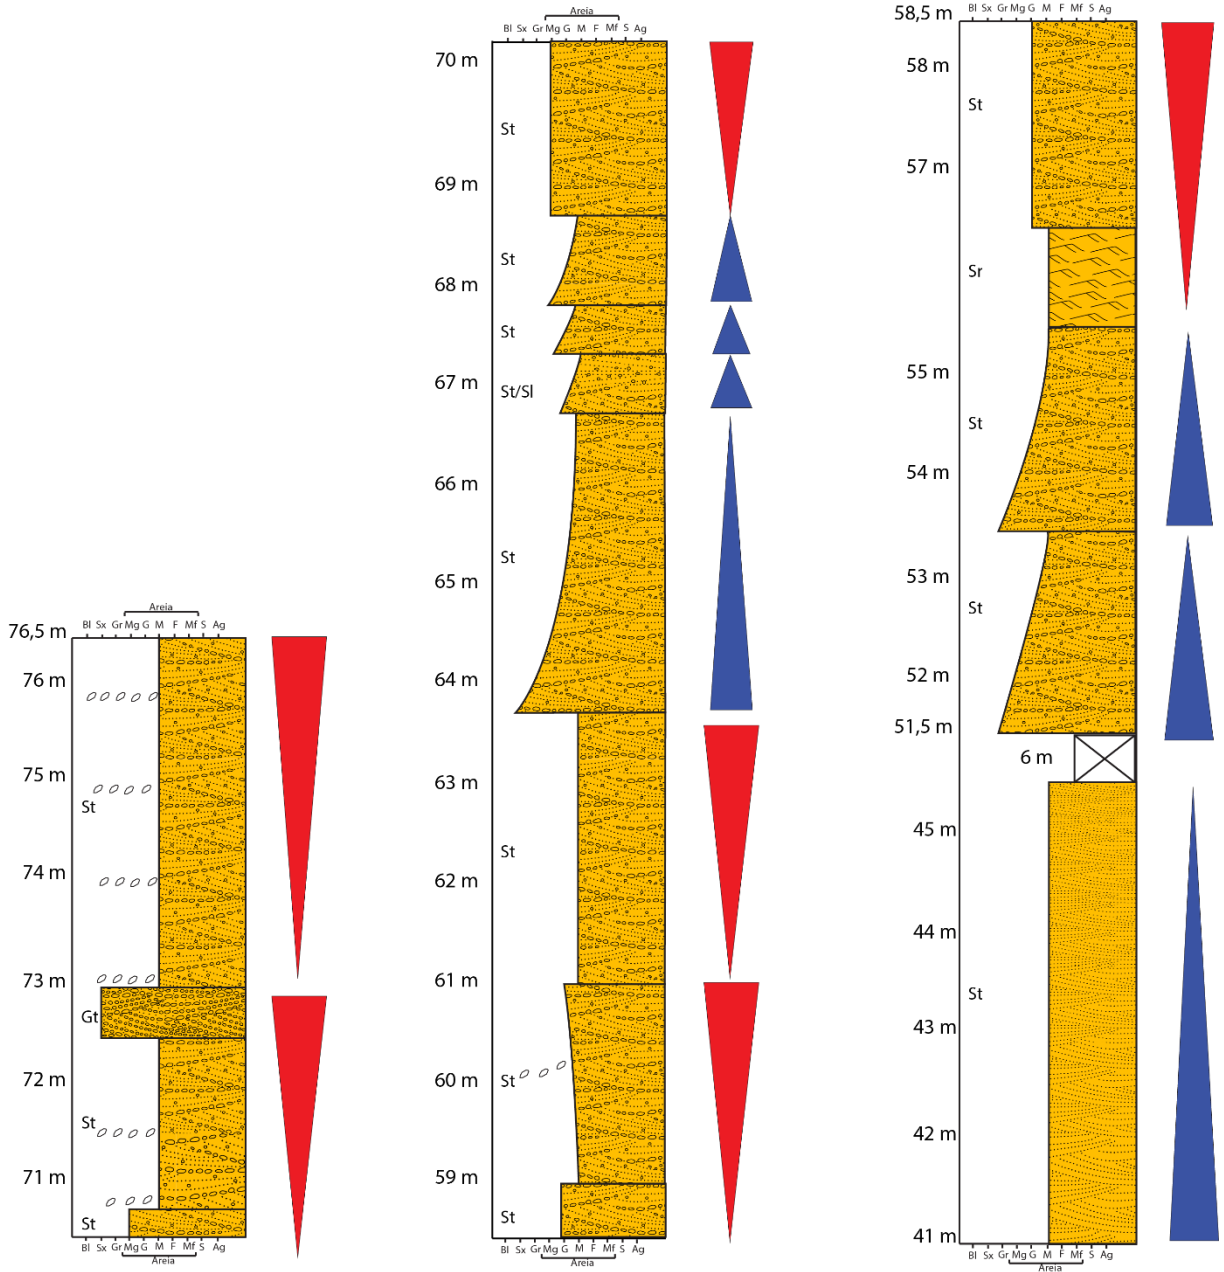 Areia
Bl Sx Gr Mg G M F Mf S Ag
76,5 m
76 m
75 m
St
74 m
73 m
Gt
72 m
St
71 m
St
Bl Sx Gr Mg G M F Mf S Ag
Areia
Areia
Bl Sx Gr Mg G M F Mf S Ag
70 m
St
69 m
St
68 m
St
67 m
St/Sl
66 m
St
65 m
64 m
63 m
St
62 m
61 m
60 m
St
59 m
St
Bl Sx Gr Mg G M F Mf S Ag
Areia
Bl Sx Gr Mg G M F Mf S Ag
58,5 m
58 m
St
57 m
Sr
55 m
St
54 m
53 m
St
52 m
51,5 m
6 m
45 m
44 m
St
43 m
42 m
41 m
Bl Sx Gr Mg G M F Mf S Ag
Areia